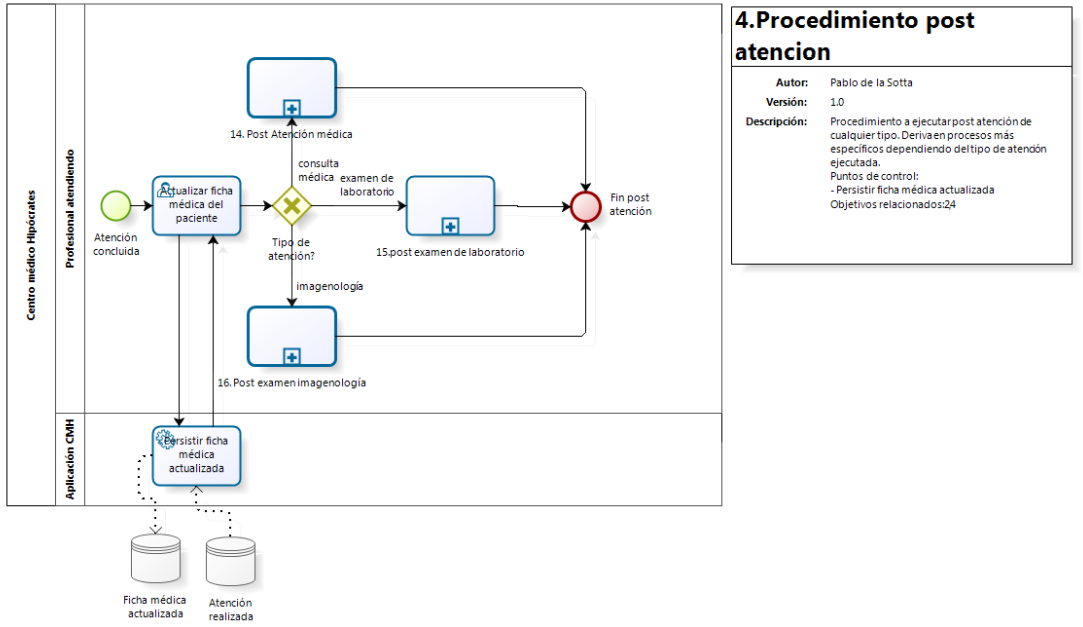 4.Procedimiento post
atencion
Autor: Pablo de la Sotta
Versión: 1.0
Descripción: Procedimiento a ejecutar post atención de
cualquier tipo. Derivaen procesos más
específicos dependiendo del tipo de atención
ejecutada.
Puntos de control:
- Persistir ficha médica actualizada
Objetivos relacionados:2,4
Centro médico Hipócrates
Profesional atendiendo
14. Post Atención médica
consulta
médica
examen de
laboratorio
Actualizar ficha
médica del
paciente
Atención
concluida
Tipo de
atención?
15.post examen de laboratorio
Fin post
atención
imagenología
16. Post examen imagenología
Aplicación CMH
Persistir ficha
médica
actualizada
Ficha médica
actualizada
Atención
realizada